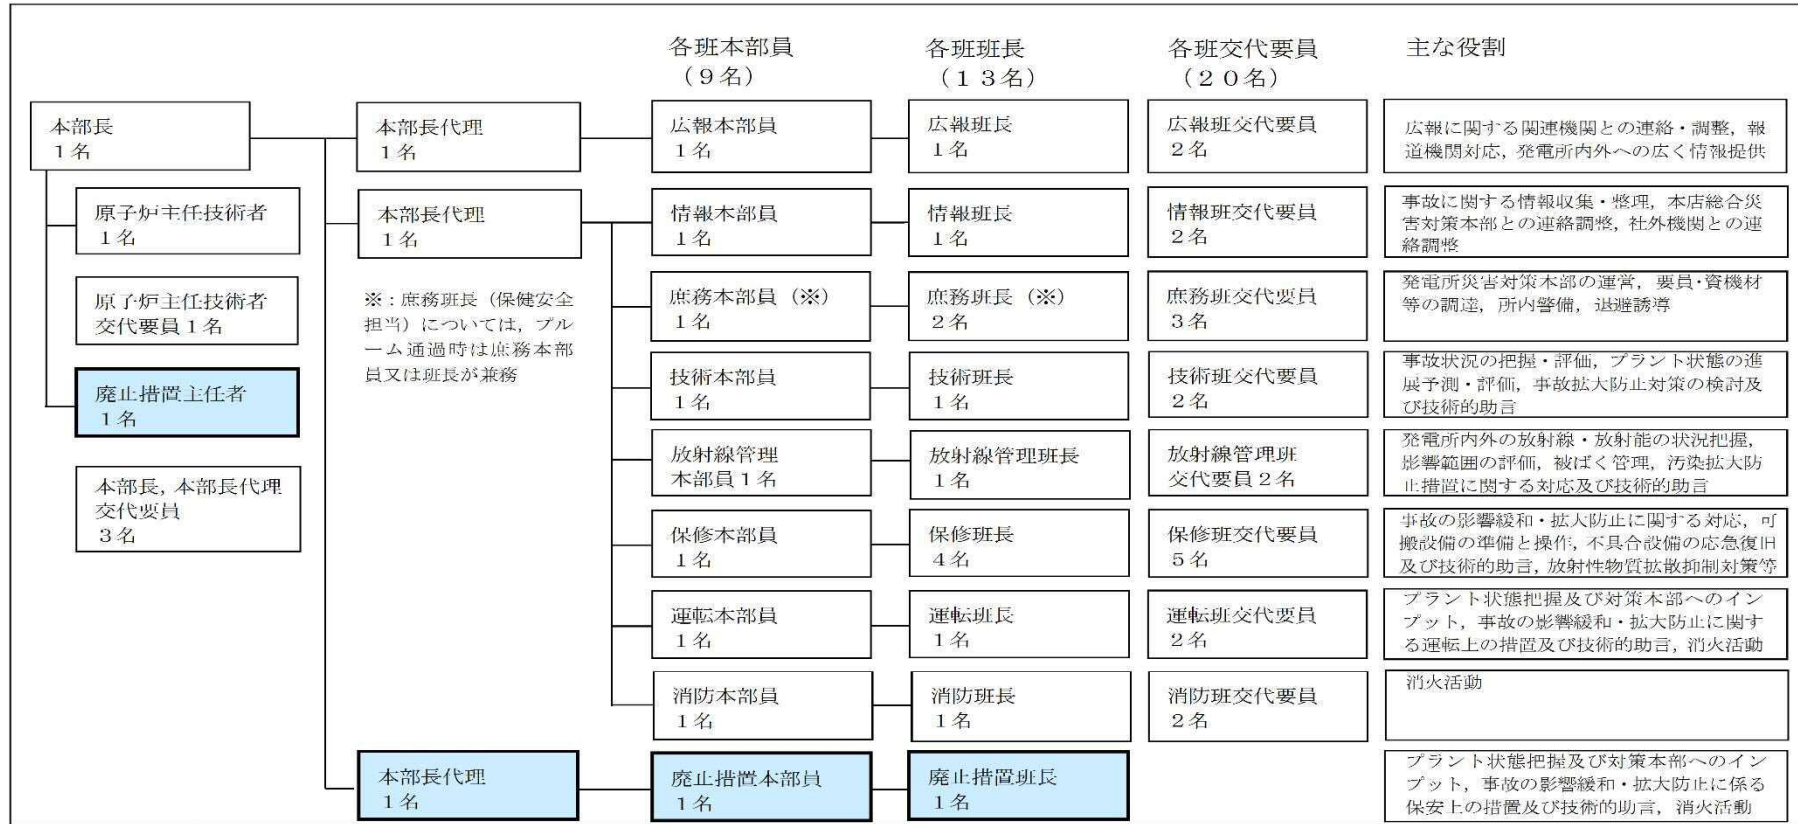 各班本部員
（9名）
各班班長
（１３名）
各班交代要員
（２０名）
主な役割
本部長
1名
本部長代理
1名
広報本部員
1名
広報班長
1名
広報班交代要員
2名
広報に関する関連機関との連絡・調整，報
道機関対応，発電所内外への広く情報提供
原子炉主任技術者
1名
本部長代理
1名
情報本部員
1名
情報班長
1名
情報班交代要員
2名
事故に関する情報収集・整理，本店総合災
害対策本部との連絡調整，社外機関との連
絡調整
原子炉主任技術者
交代要員1名
※：庶務班長（保健安全
担当）については，プル
ーム通過時は庶務本部
員又は班長が兼務
庶務本部員（※）
1名
庶務班長（※）
2名
庶務班交代要員
3名
発電所災害対策本部の運営，要員・資機材
等の調達，所内警備，退避誘導
廃止措置主任者
1名
技術本部員
1名
技術班長
1名
技術班交代要員
2名
事故状況の把握・評価，プラント状態の進
展予測・評価，事故拡大防止対策の検討及
び技術的助言
本部長，本部長代理
交代要員
3名
放射線管理
本部員1名
放射線管理班長
1名
放射線管理班
交代要員2名
発電所内外の放射線・放射能の状況把握，
影響範囲の評価，被ばく管理，汚染拡大防
止措置に関する対応及び技術的助言
保修本部員
1名
保修班長
4名
保修班交代要員
5名
事故の影響緩和・拡大防止に関する対応，可
搬設備の準備と操作，不具合設備の応急復旧
及び技術的助言，放射性物質拡散抑制対策等
運転本部員
1名
運転班長
1名
運転班交代要員
2名
プラント状態把握及び対策本部へのイン
プット，事故の影響緩和・拡大防止に関す
る運転上の措置及び技術的助言，消火活動
消防本部員
1名
消防班長
1名
消防班交代要員
2名
消火活動
本部長代理
1名
廃止措置本部員
1名
廃止措置班長
1名
プラント状態把握及び対策本部へのイン
プット，事故の影響緩和・拡大防止に係る
保安上の措置及び技術的助言，消火活動